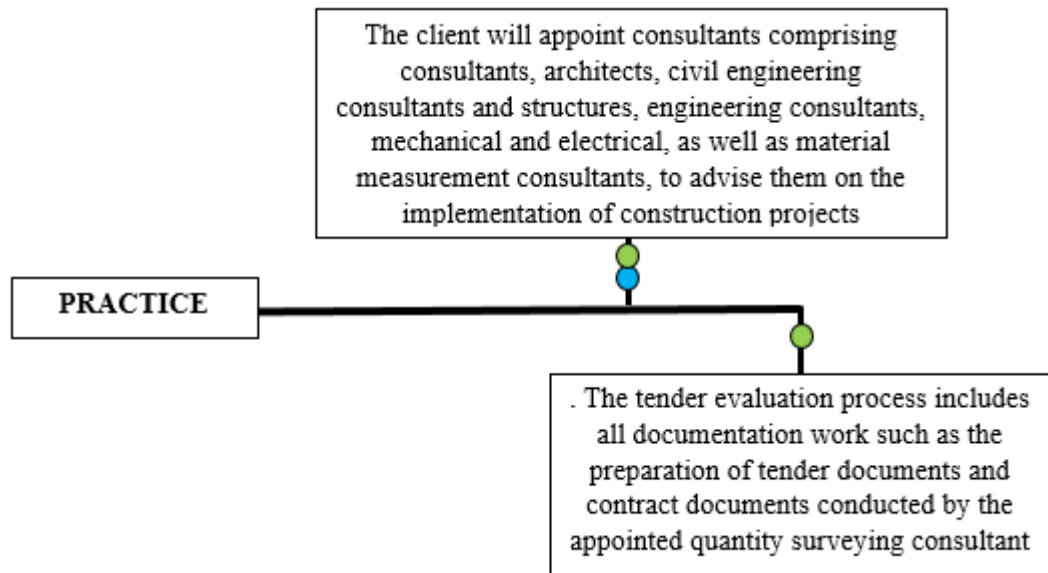 The client will appoint consultants comprising
consultants, architects, civil engineering
consultants and structures, engineering consultants,
mechanical and electrical, as well as material
measurement consultants, to advise them on the
implementation of construction projects
PRACTICE
. The tender evaluation process includes
all documentation work such as the
preparation of tender documents and
contract documents conducted by the
appointed quantity surveying consultant